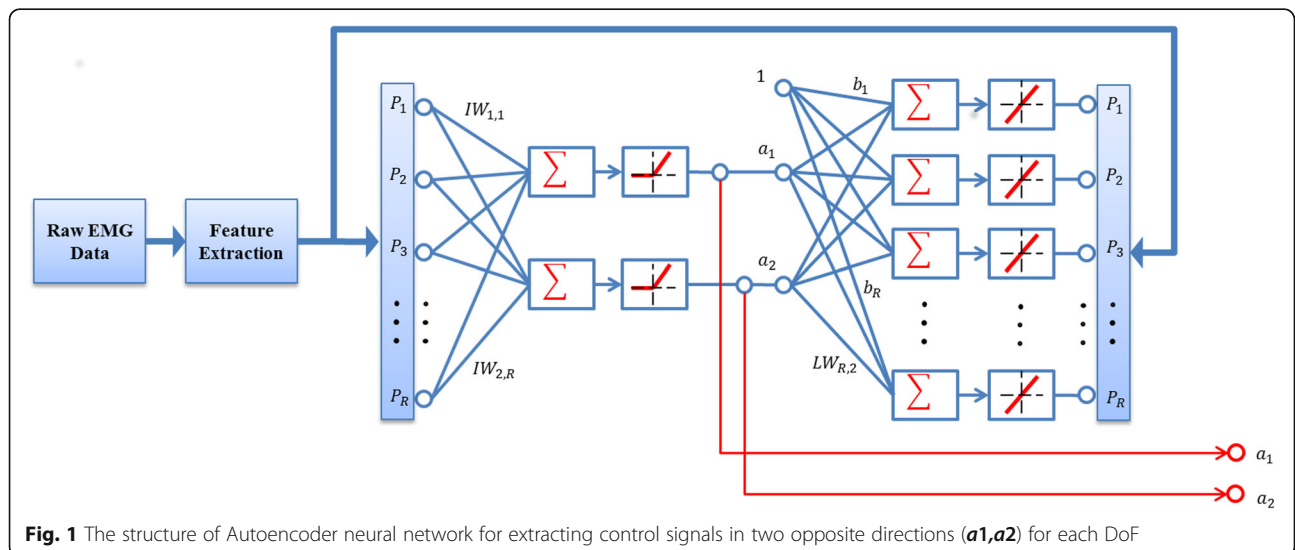 Raw EMG
Data
Feature
Extraction
P1
P2
P3
⋮ ⋮
PR
IW1,1
IW2,R
Σ
Σ
a1
a2
1
b1
bR
LWR,2
Σ
Σ
Σ
⋮
Σ
⋮
⋮ ⋮
P1
P2
P3
PR
a1
a2
Fig. 1 The structure of Autoencoder neural network for extracting control signals in two opposite directions (a1,a2) for each DoF